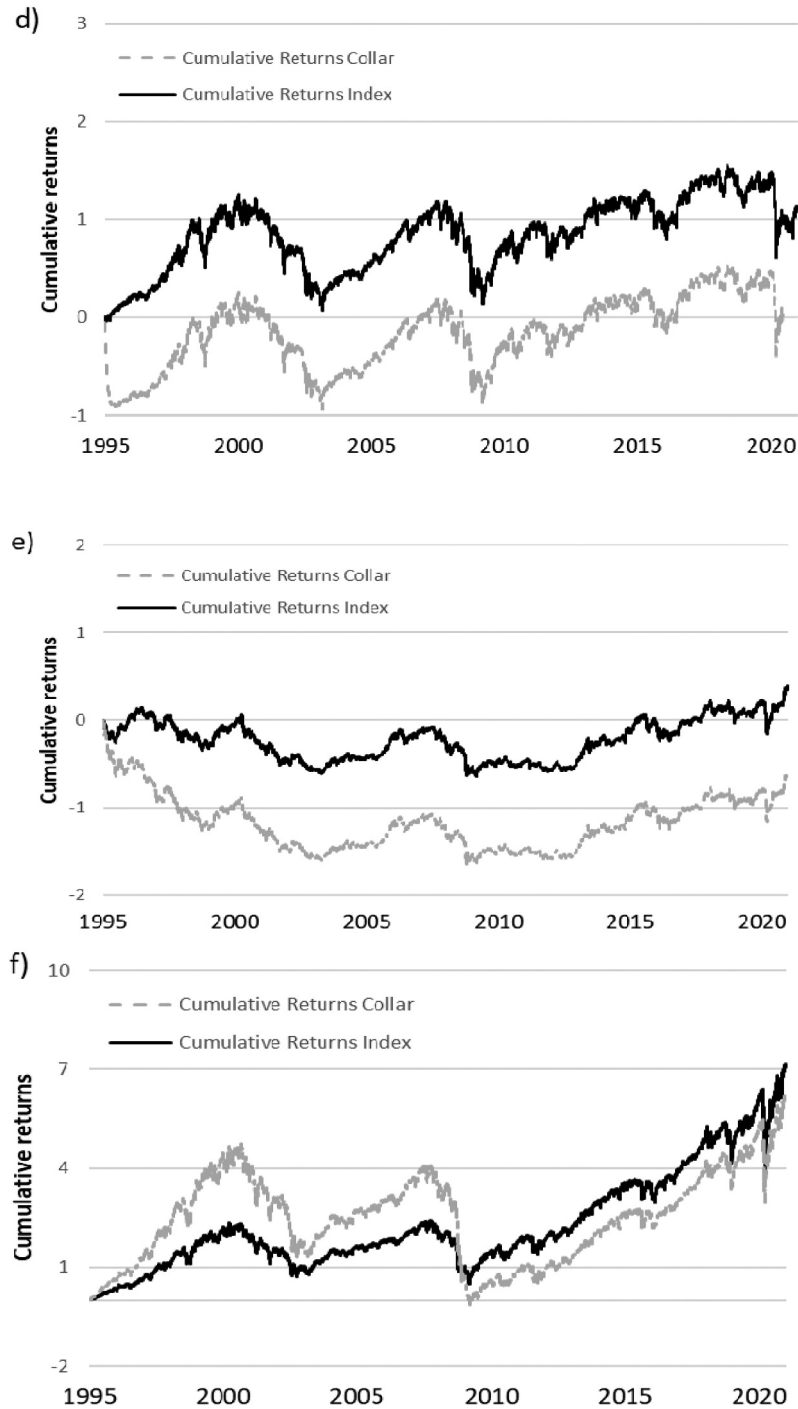 d)
3
Cumulative Returns Collar
Cumulative Returns Index
2
1
0
-1
Cumulative returns
1995 2000 2005 2010 2015 2020
e)
2
Cumulative Returns Collar
Cumulative Returns Index
1
0
-1
-2
Cumulative returns
1995 2000 2005 2010 2015 2020
f)
10
Cumulative Returns Collar
Cumulative Returns Index
7
4
1
-2
Cumulative returns
1995 2000 2005 2010 2015 2020